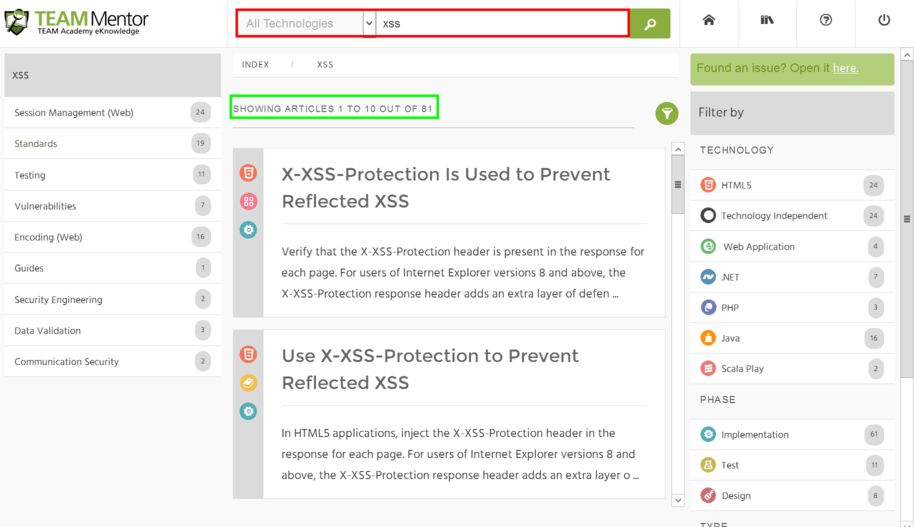 TEAM Mentor
TEAM Academy eKnowledge
All Technologies
xss
XSS
Session Management (Web) 24
Standards 19
Testing 11
Vulnerabilities 7
Encoding (Web) 16
Guides 1
Security Engineering 2
Data Validation 3
Communication Security 2
INDEX / XSS
SHOWING ARTICLES 1 TO 10 OUT OF 81
X-XSS-Protection Is Used to Prevent
Reflected XSS
Verify that the X-XSS-Protection header is present in the response for
each page. For users of Internet Explorer versions 8 and above, the
X-XSS-Protection response header adds an extra layer of defen ...
Use X-XSS-Protection to Prevent
Reflected XSS
In HTML5 applications, inject the X-XSS-Protection header in the
response for each page. For users of Internet Explorer versions 8 and
above, the X-XSS-Protection response header adds an extra layer o ...
Found an issue? Open it here.
Filter by
TECHNOLOGY
HTML5 24
Technology Independent 24
Web Application 4
.NET 7
PHP 3
Java 16
Scala Play 2
PHASE
Implementation 61
Test 11
Design 8
TYPE